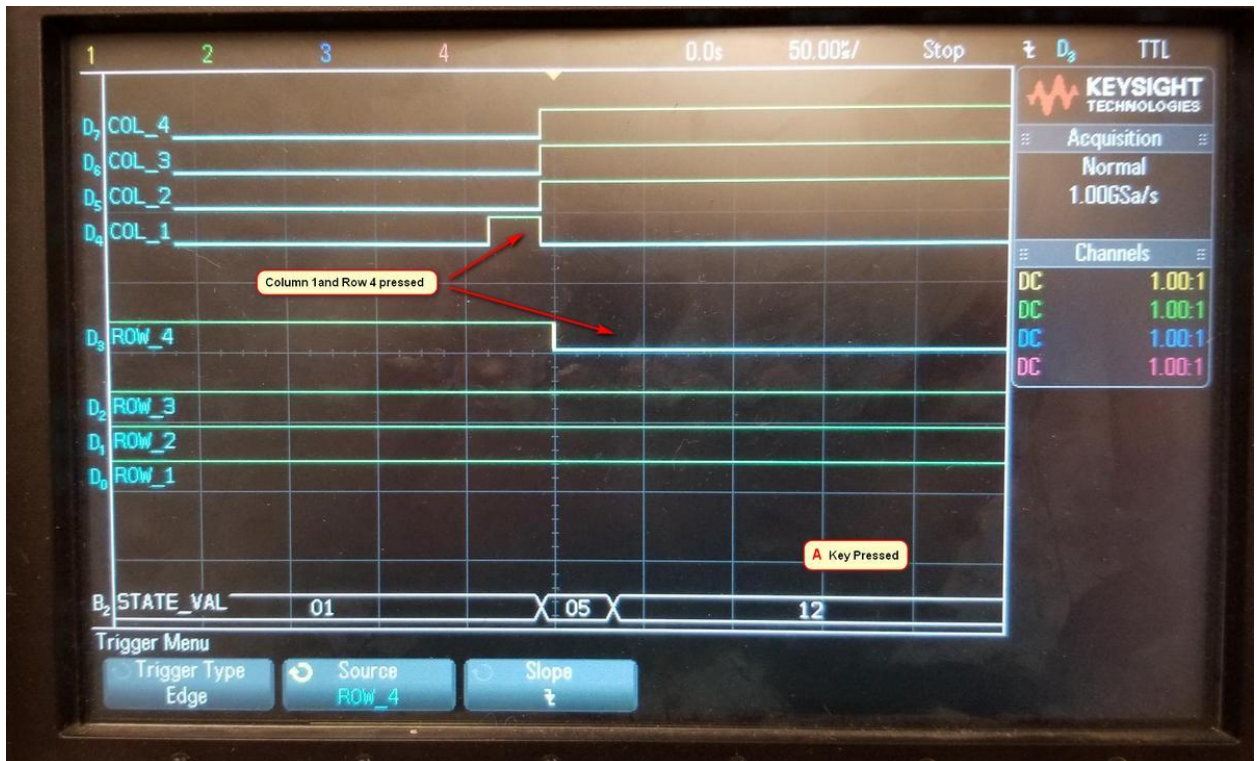 1 2 3 4 0.0s 50.00㎲/ Stop D3 TTL
KEYSIGHT
TECHNOLOGIES
Acquisition
Normal
1.00GSa/s
Channels
DC 1.00:1
DC 1.00:1
DC 1.00:1
DC 1.00:1
D7 COL_4
D6 COL_3
D5 COL_2
D4 COL_1
Column 1and Row 4 pressed
D3 ROW_4
D2 ROW_3
D1 ROW_2
D0 ROW_1
A Key Pressed
B2 STATE_VAL 01 05 12
Trigger Menu
Trigger Type
Edge
Source
ROW_4
Slope